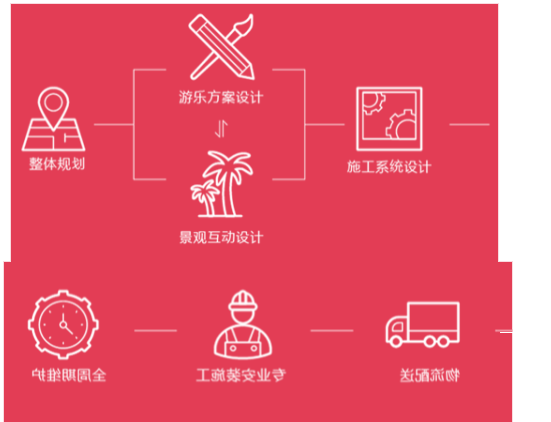 整体规划
游乐方案设计
景观互动设计
施工系统设计
物流配送
专业安装施工
全周期维护